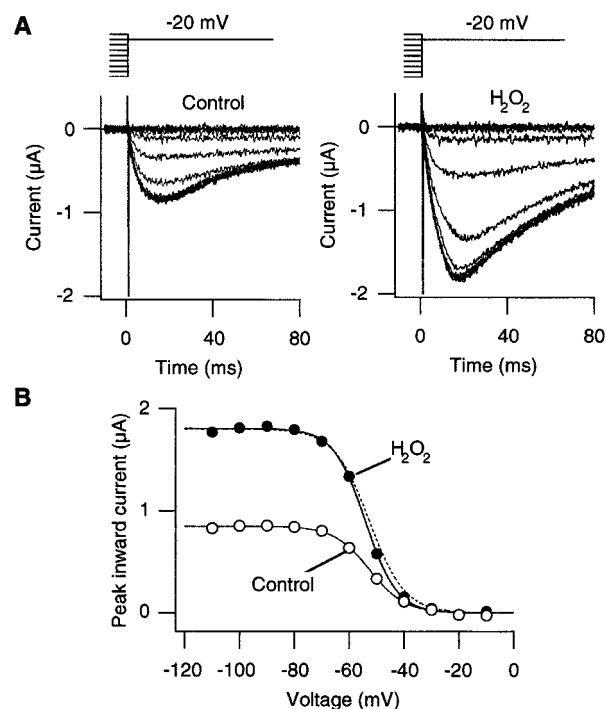 A
-20 mV
-20 mV
Control
H₂O₂
Current (μA)
0
-1
-2
0
40
80
Time (ms)
Current (μA)
0
-1
-2
0
40
80
Time (ms)
B
Peak inward current (μA)
2
1
0
H₂O₂
Control
-120
-100
-80
-60
-40
-20
0
Voltage (mV)